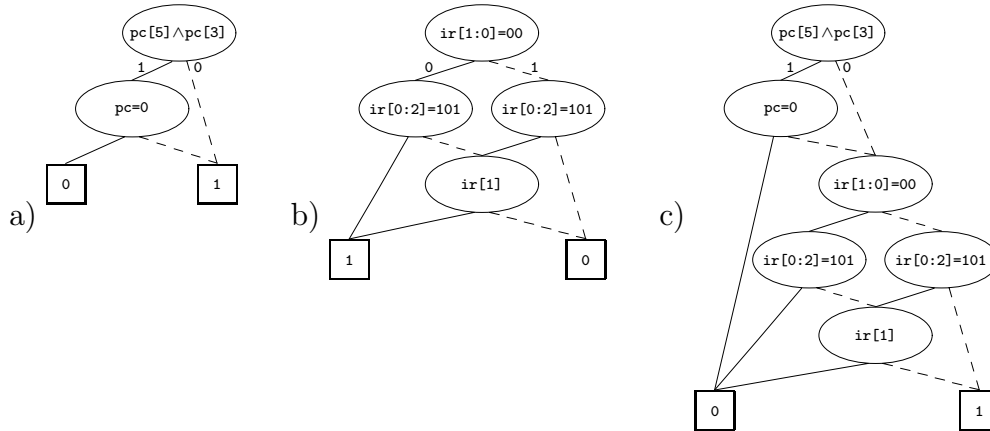 a)
pc[5]∧pc[3]
1 0
pc=0
0 1
b)
ir[1:0]=00
0 1
ir[0:2]=101 ir[0:2]=101
ir[1]
1 0
c)
pc[5]∧pc[3]
1 0
pc=0
ir[1:0]=00
ir[0:2]=101 ir[0:2]=101
ir[1]
0 1